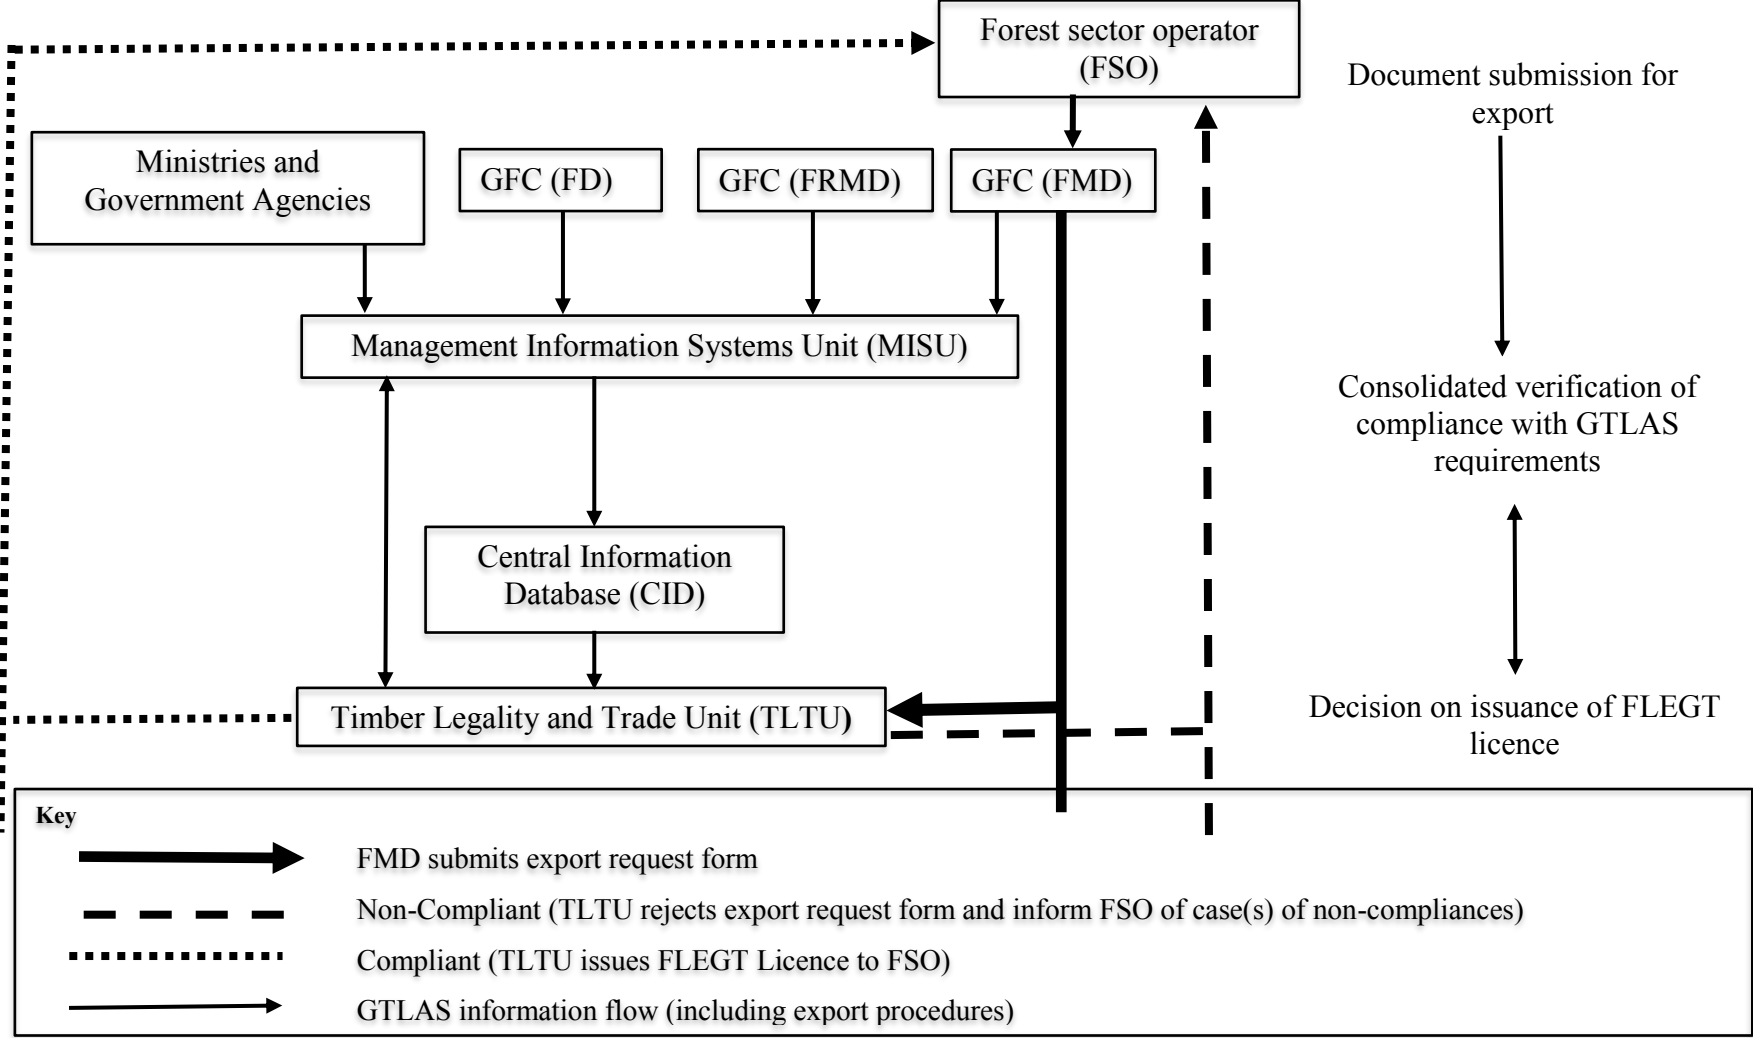 Forest sector operator
(FSO)
Document submission for
export
Ministries and
Government Agencies
GFC (FD)
GFC (FRMD)
GFC (FMD)
Management Information Systems Unit (MISU)
Consolidated verification of
compliance with GTLAS
requirements
Central Information
Database (CID)
Timber Legality and Trade Unit (TLTU)
Decision on issuance of FLEGT
licence
Key
FMD submits export request form
Non-Compliant (TLTU rejects export request form and inform FSO of case(s) of non-compliances)
Compliant (TLTU issues FLEGT Licence to FSO)
GTLAS information flow (including export procedures)